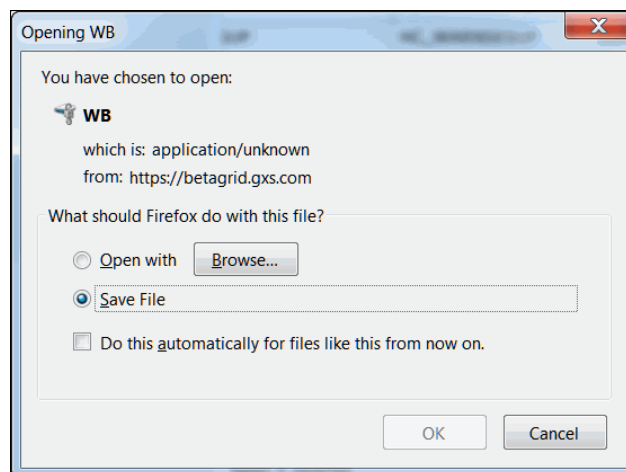 Opening WB
You have chosen to open:
WB
which is: application/unknown
from: https://betagrid.gxs.com
What should Firefox do with this file?
Open with Browse...
Save File
Do this automatically for files like this from now on.
OK Cancel